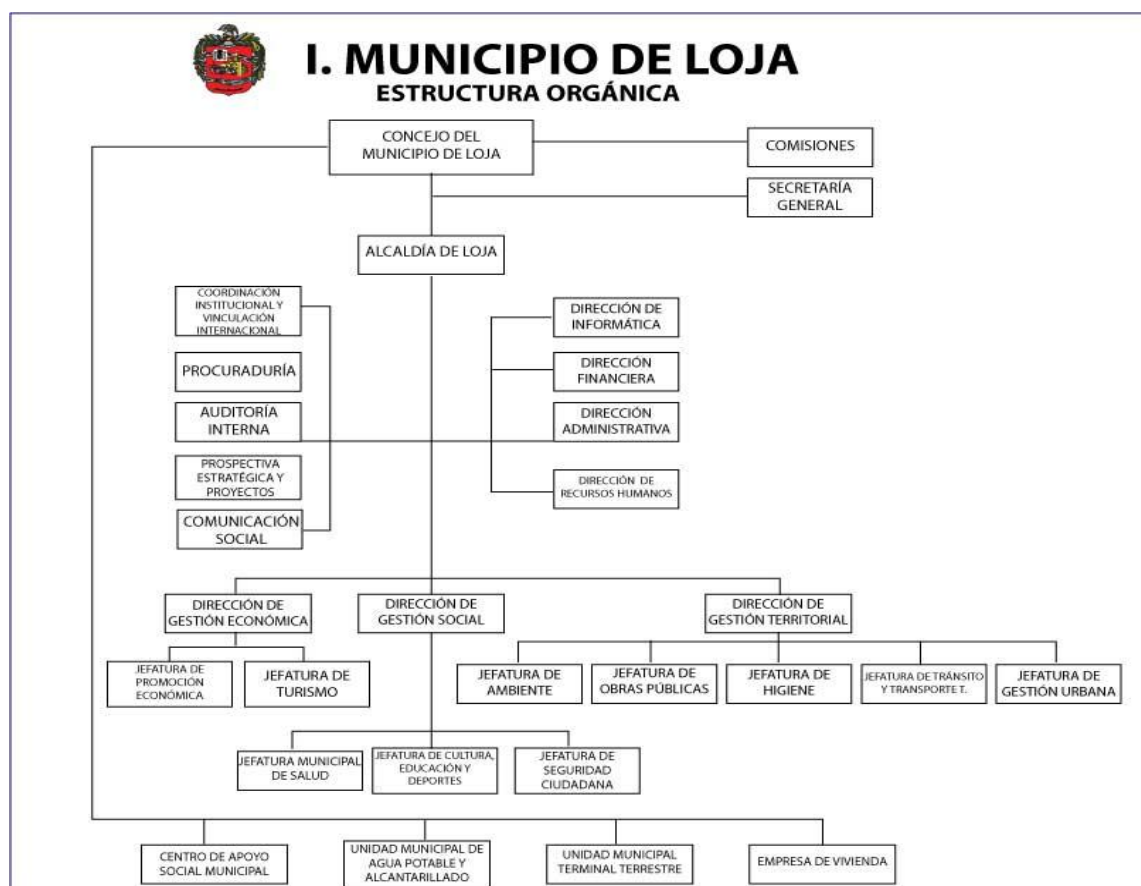 I. MUNICIPIO DE LOJA
ESTRUCTURA ORGÁNICA
CONCEJO DEL
MUNICIPIO DE LOJA
COMISIONES
SECRETARÍA
GENERAL
ALCALDÍA DE LOJA
COORDINACIÓN
INSTITUCIONAL Y
VINCULACIÓN
INTERNACIONAL
PROCURADURÍA
AUDITORÍA
INTERNA
PROSPECTIVA
ESTRATÉGICA Y
PROYECTOS
COMUNICACIÓN
SOCIAL
DIRECCIÓN DE
INFORMÁTICA
DIRECCIÓN
FINANCIERA
DIRECCIÓN
ADMINISTRATIVA
DIRECCIÓN DE
RECURSOS HUMANOS
DIRECCIÓN DE
GESTIÓN ECONÓMICA
DIRECCIÓN DE
GESTIÓN SOCIAL
DIRECCIÓN DE
GESTIÓN TERRITORIAL
JEFATURA DE
PROMOCIÓN
ECONÓMICA
JEFATURA DE
TURISMO
JEFATURA DE
AMBIENTE
JEFATURA DE
OBRAS PÚBLICAS
JEFATURA DE
HIGIENE
JEFATURA DE TRÁNSITO
Y TRANSPORTE T.
JEFATURA DE
GESTIÓN URBANA
JEFATURA MUNICIPAL
DE SALUD
JEFATURA DE CULTURA,
EDUCACIÓN Y
DEPORTES
JEFATURA DE
SEGURIDAD
CIUDADANA
CENTRO DE APOYO
SOCIAL MUNICIPAL
UNIDAD MUNICIPAL DE
AGUA POTABLE Y
ALCANTARILLADO
UNIDAD MUNICIPAL
TERMINAL TERRESTRE
EMPRESA DE VIVIENDA